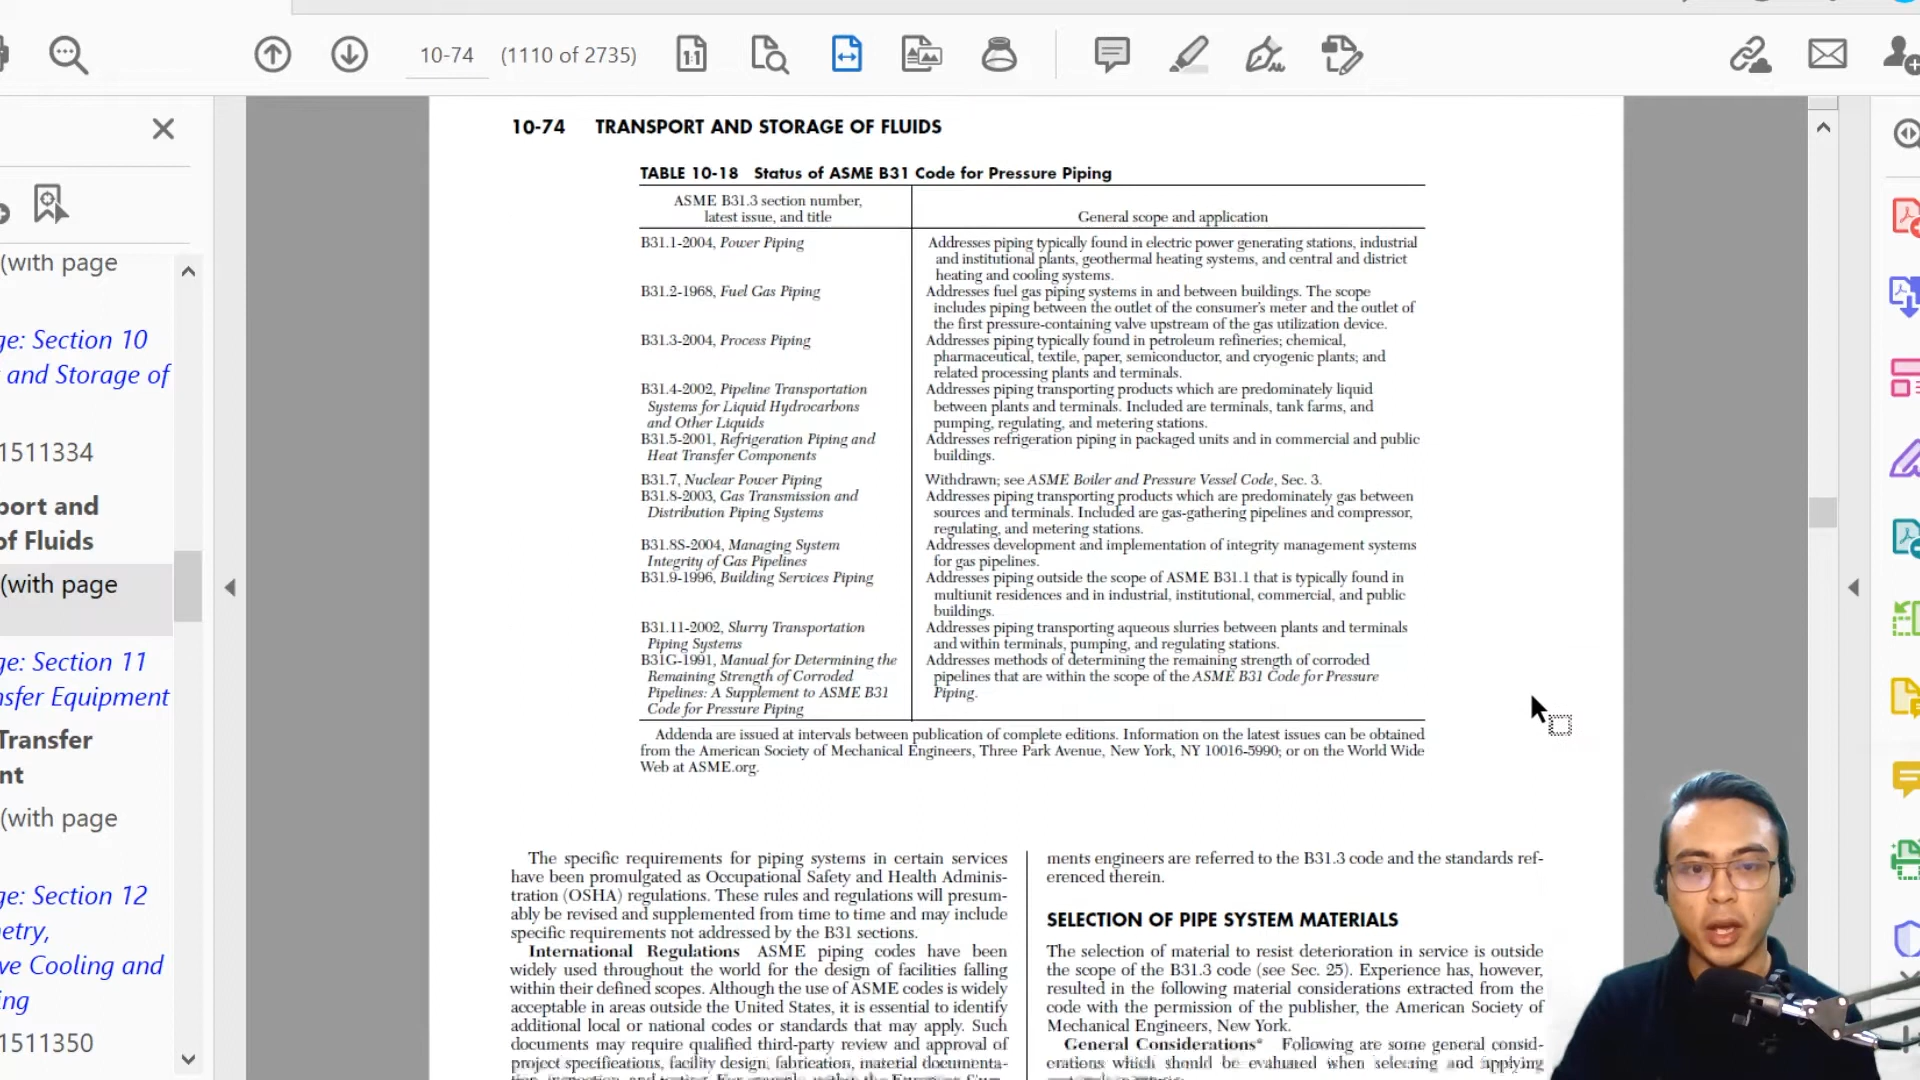 10-74 (1110 of 2735)
1:1
(with page
ge: Section 10
and Storage of
1511334
port and
of Fluids
(with page
ge: Section 11
nsfer Equipment
Transfer
nt
(with page
ge: Section 12
netry,
ve Cooling and
ing
1511350
10-74 TRANSPORT AND STORAGE OF FLUIDS
TABLE 10-18 Status of ASME B31 Code for Pressure Piping
ASME B31.3 section number,
latest issue, and title
General scope and application
B31.1-2004, Power Piping
Addresses piping typically found in electric power generating stations, industrial
and institutional plants, geothermal heating systems, and central and district
heating and cooling systems.
B31.2-1968, Fuel Gas Piping
Addresses fuel gas piping systems in and between buildings. The scope
includes piping between the outlet of the consumer's meter and the outlet of
the first pressure-containing valve upstream of the gas utilization device.
B31.3-2004, Process Piping
Addresses piping typically found in petroleum refineries; chemical,
pharmaceutical, textile, paper, semiconductor, and cryogenic plants; and
related processing plants and terminals.
B31.4-2002, Pipeline Transportation
Systems for Liquid Hydrocarbons
and Other Liquids
Addresses piping transporting products which are predominately liquid
between plants and terminals. Included are terminals, tank farms, and
pumping, regulating, and metering stations.
B31.5-2001, Refrigeration Piping and
Heat Transfer Components
Addresses refrigeration piping in packaged units and in commercial and public
buildings.
B31.7, Nuclear Power Piping
Withdrawn; see ASME Boiler and Pressure Vessel Code, Sec. 3.
B31.8-2003, Gas Transmission and
Distribution Piping Systems
Addresses piping transporting products which are predominately gas between
sources and terminals. Included are gas-gathering pipelines and compressor,
regulating, and metering stations.
B31.8S-2004, Managing System
Integrity of Gas Pipelines
Addresses development and implementation of integrity management systems
for gas pipelines.
B31.9-1996, Building Services Piping
Addresses piping outside the scope of ASME B31.1 that is typically found in
multiunit residences and in industrial, institutional, commercial, and public
buildings.
B31.11-2002, Slurry Transportation
Piping Systems
Addresses piping transporting aqueous slurries between plants and terminals
and within terminals, pumping, and regulating stations.
B31G-1991, Manual for Determining the
Remaining Strength of Corroded
Pipelines: A Supplement to ASME B31
Code for Pressure Piping
Addresses methods of determining the remaining strength of corroded
pipelines that are within the scope of the ASME B31 Code for Pressure
Piping.
Addenda are issued at intervals between publication of complete editions. Information on the latest issues can be obtained
from the American Society of Mechanical Engineers, Three Park Avenue, New York, NY 10016-5990; or on the World Wide
Web at ASME.org.
The specific requirements for piping systems in certain services
have been promulgated as Occupational Safety and Health Adminis-
tration (OSHA) regulations. These rules and regulations will presum-
ably be revised and supplemented from time to time and may include
specific requirements not addressed by the B31 sections.
International Regulations ASME piping codes have been
widely used throughout the world for the design of facilities falling
within their defined scopes. Although the use of ASME codes is widely
acceptable in areas outside the United States, it is essential to identify
additional local or national codes or standards that may apply. Such
documents may require qualified third-party review and approval of
project specifications, facility design, fabrication, material documenta-
ments engineers are referred to the B31.3 code and the standards ref-
erenced therein.
SELECTION OF PIPE SYSTEM MATERIALS
The selection of material to resist deterioration in service is outside
the scope of the B31.3 code (see Sec. 25). Experience has, however,
resulted in the following material considerations extracted from the
code with the permission of the publisher, the American Society of
Mechanical Engineers, New York.
General Considerations* Following are some general consid-
erations which should be evaluated when selecting and applying